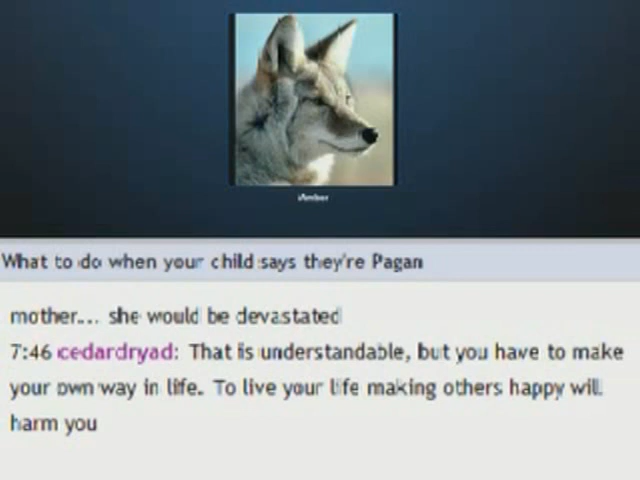 What to do when your child says they're Pagan
mother... she would be devastated
7:46 cedardryad: That is understandable, but you have to make
your own way in life. To live your life making others happy will
harm you